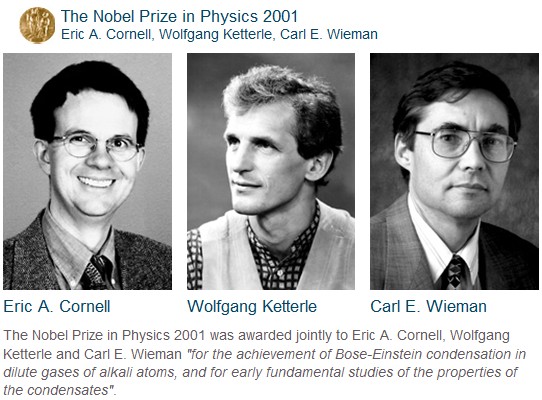 The Nobel Prize in Physics 2001
Eric A. Cornell, Wolfgang Ketterle, Carl E. Wieman
Eric A. Cornell
Wolfgang Ketterle
Carl E. Wieman
The Nobel Prize in Physics 2001 was awarded jointly to Eric A. Cornell, Wolfgang
Ketterle and Carl E. Wieman "for the achievement of Bose-Einstein condensation in
dilute gases of alkali atoms, and for early fundamental studies of the properties of
the condensates".